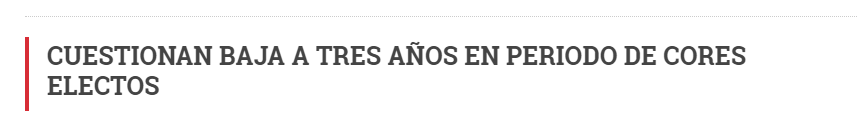 CUESTIONAN BAJA A TRES AÑOS EN PERIODO DE CORES
ELECTOS